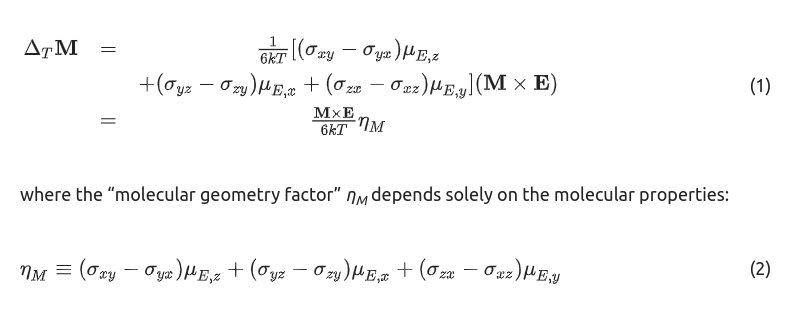 Δ_T M = 1/6kT [(σ_xy − σ_yx)μ_E,z
+(σ_yz − σ_zy)μ_E,x + (σ_zx − σ_xz)μ_E,y](M × E) (1)
= M×E/6kT η_M
where the “molecular geometry factor” η_M depends solely on the molecular properties:
η_M ≡ (σ_xy − σ_yx)μ_E,z + (σ_yz − σ_zy)μ_E,x + (σ_zx − σ_xz)μ_E,y (2)